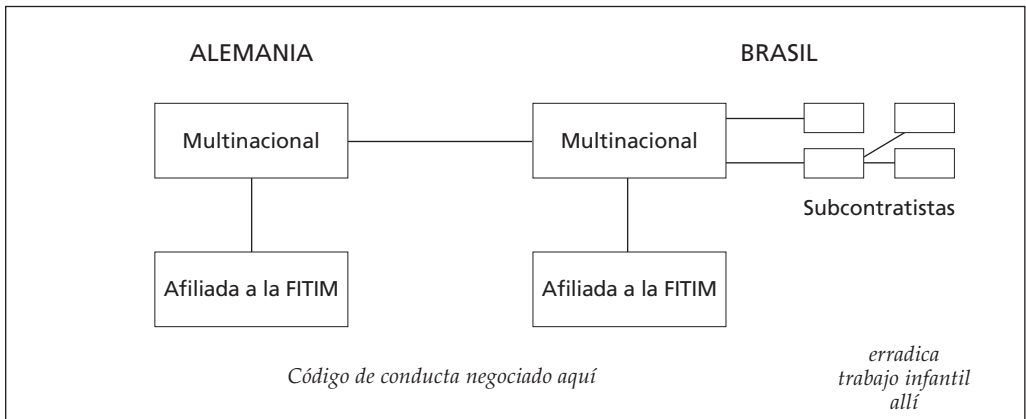 ALEMANIA
BRASIL
Multinacional
Multinacional
Subcontratistas
Afiliada a la FITIM
Afiliada a la FITIM
Código de conducta negociado aquí
erradica
trabajo infantil
allí